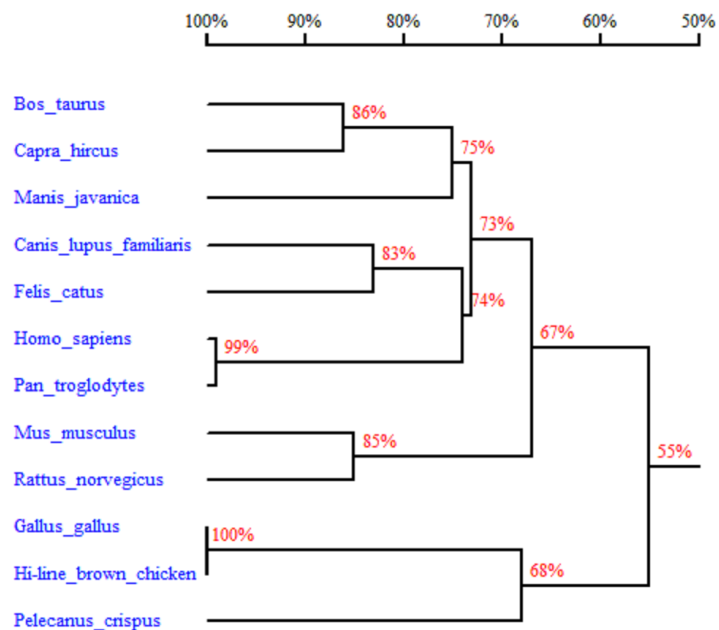 100% 90% 80% 70% 60% 50%
Bos_taurus
86%
Capra_hircus
75%
Manis_javanica
73%
Canis_lupus_familiaris
83%
Felis_catus
74%
Homo_sapiens
67%
99%
Pan_troglodytes
Mus_musculus
85%
55%
Rattus_norvegicus
Gallus_gallus
100%
Hi-line_brown_chicken
68%
Pelecanus_crispus